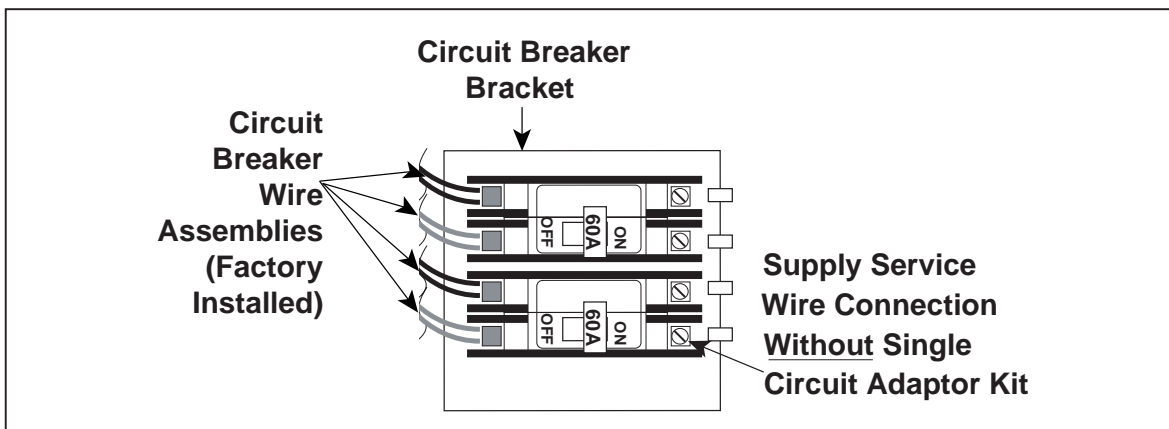 Circuit Breaker
Bracket
Circuit
Breaker
Wire
Assemblies
(Factory
Installed)
OFF
60A
ON
OFF
60A
ON
Supply Service
Wire Connection
Without Single
Circuit Adaptor Kit